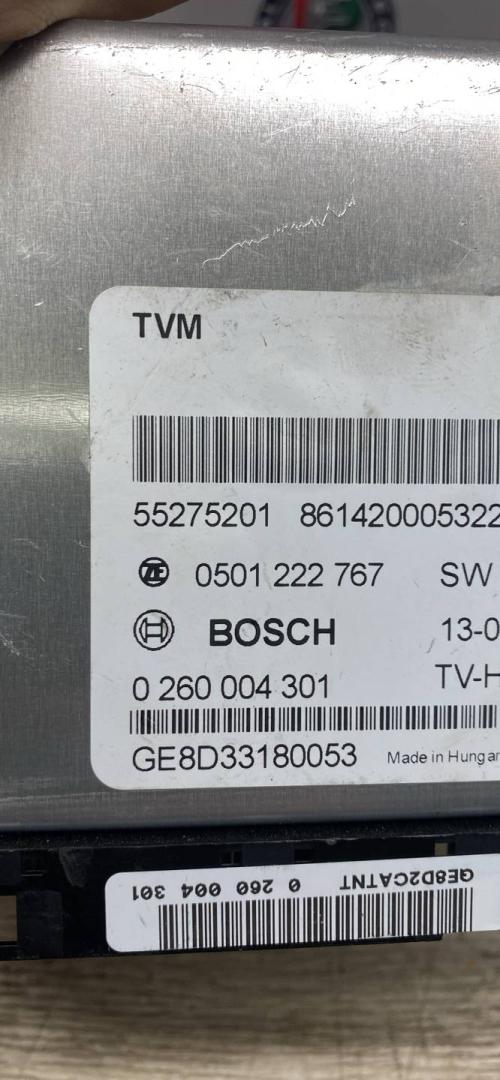 TVM
55275201 861420005322
ZF 0501 222 767 SW
BOSCH 13-0
0 260 004 301 TV-H
GE8D33180053 Made in Hungar
GE8D2CATNT 0 260 004 301